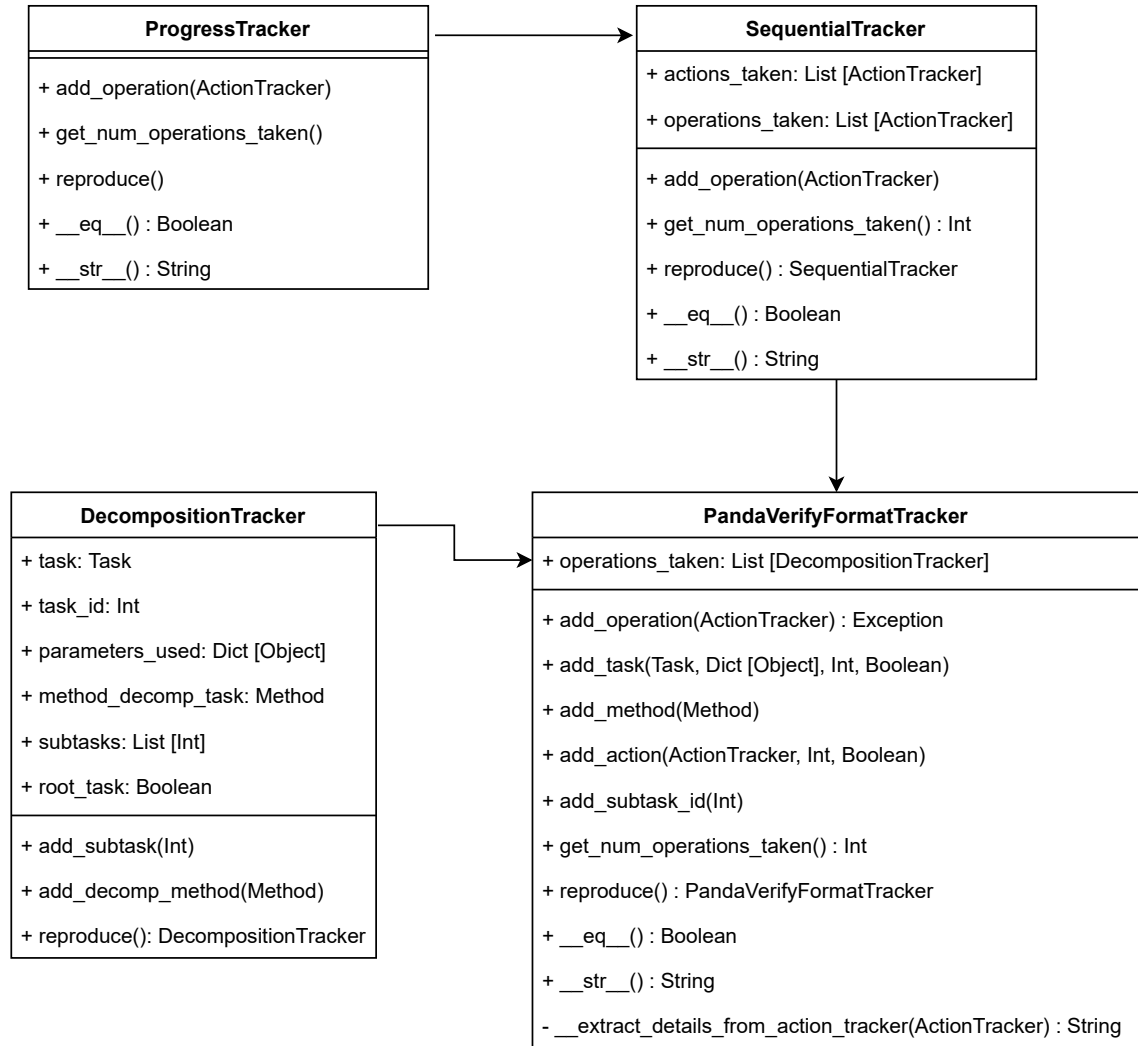 ProgressTracker
+ add_operation(ActionTracker)
+ get_num_operations_taken()
+ reproduce()
+ __eq__() : Boolean
+ __str__() : String
SequentialTracker
+ actions_taken: List [ActionTracker]
+ operations_taken: List [ActionTracker]
+ add_operation(ActionTracker)
+ get_num_operations_taken() : Int
+ reproduce() : SequentialTracker
+ __eq__() : Boolean
+ __str__() : String
DecompositionTracker
+ task: Task
+ task_id: Int
+ parameters_used: Dict [Object]
+ method_decomp_task: Method
+ subtasks: List [Int]
+ root_task: Boolean
+ add_subtask(Int)
+ add_decomp_method(Method)
+ reproduce(): DecompositionTracker
PandaVerifyFormatTracker
+ operations_taken: List [DecompositionTracker]
+ add_operation(ActionTracker) : Exception
+ add_task(Task, Dict [Object], Int, Boolean)
+ add_method(Method)
+ add_action(ActionTracker, Int, Boolean)
+ add_subtask_id(Int)
+ get_num_operations_taken() : Int
+ reproduce() : PandaVerifyFormatTracker
+ __eq__() : Boolean
+ __str__() : String
- __extract_details_from_action_tracker(ActionTracker) : String